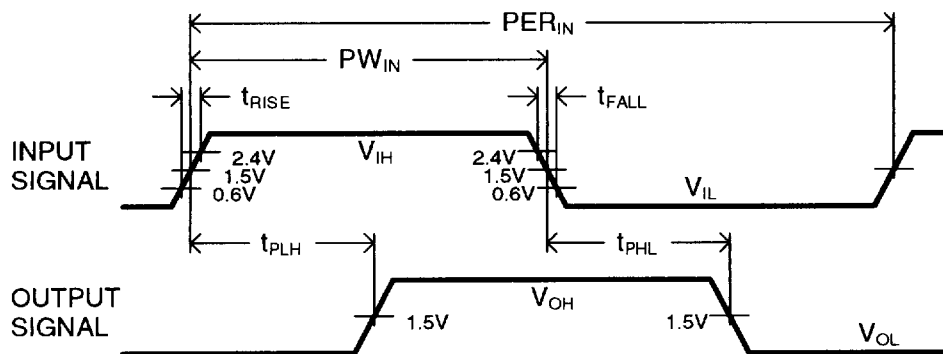 PER_IN
PW_IN
t_RISE
t_FALL
INPUT
SIGNAL
V_IH
2.4V
1.5V
0.6V
2.4V
1.5V
0.6V
V_IL
t_PLH
t_PHL
OUTPUT
SIGNAL
1.5V
V_OH
1.5V
V_OL